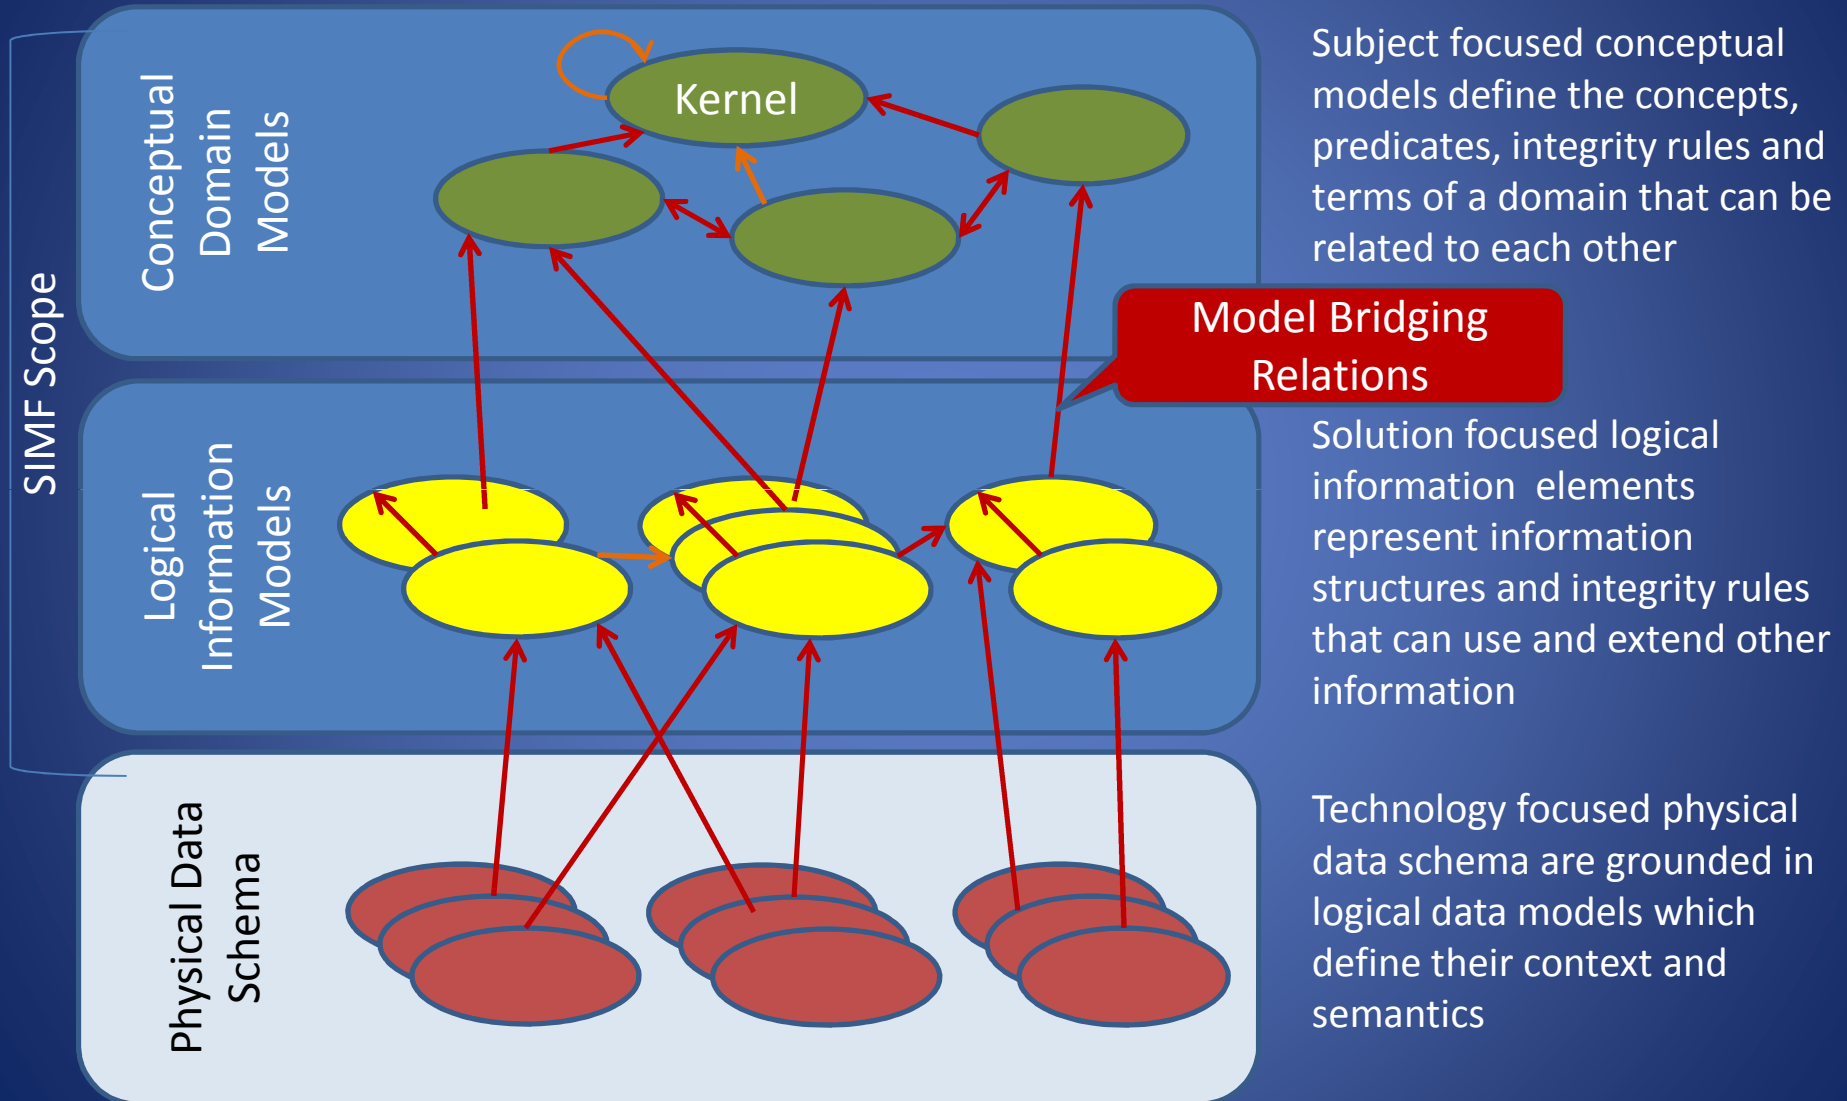 SIMF Scope
Conceptual
Domain
Models
Kernel
Subject focused conceptual
models define the concepts,
predicates, integrity rules and
terms of a domain that can be
related to each other
Model Bridging
Relations
Logical
Information
Models
Solution focused logical
information elements
represent information
structures and integrity rules
that can use and extend other
information
Physical Data
Schema
Technology focused physical
data schema are grounded in
logical data models which
define their context and
semantics